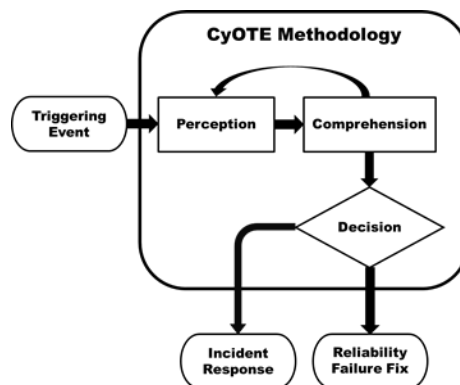 CyOTE Methodology
Triggering
Event
Perception
Comprehension
Decision
Incident
Response
Reliability
Failure Fix